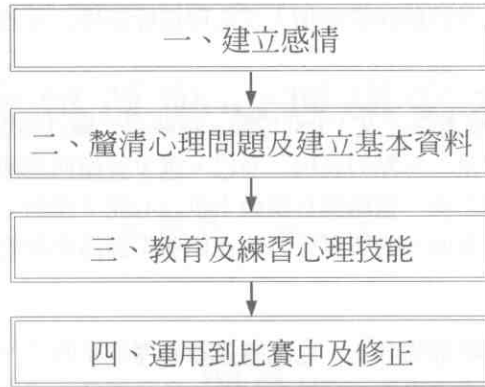 一、建立感情
二、釐清心理問題及建立基本資料
三、教育及練習心理技能
四、運用到比賽中及修正